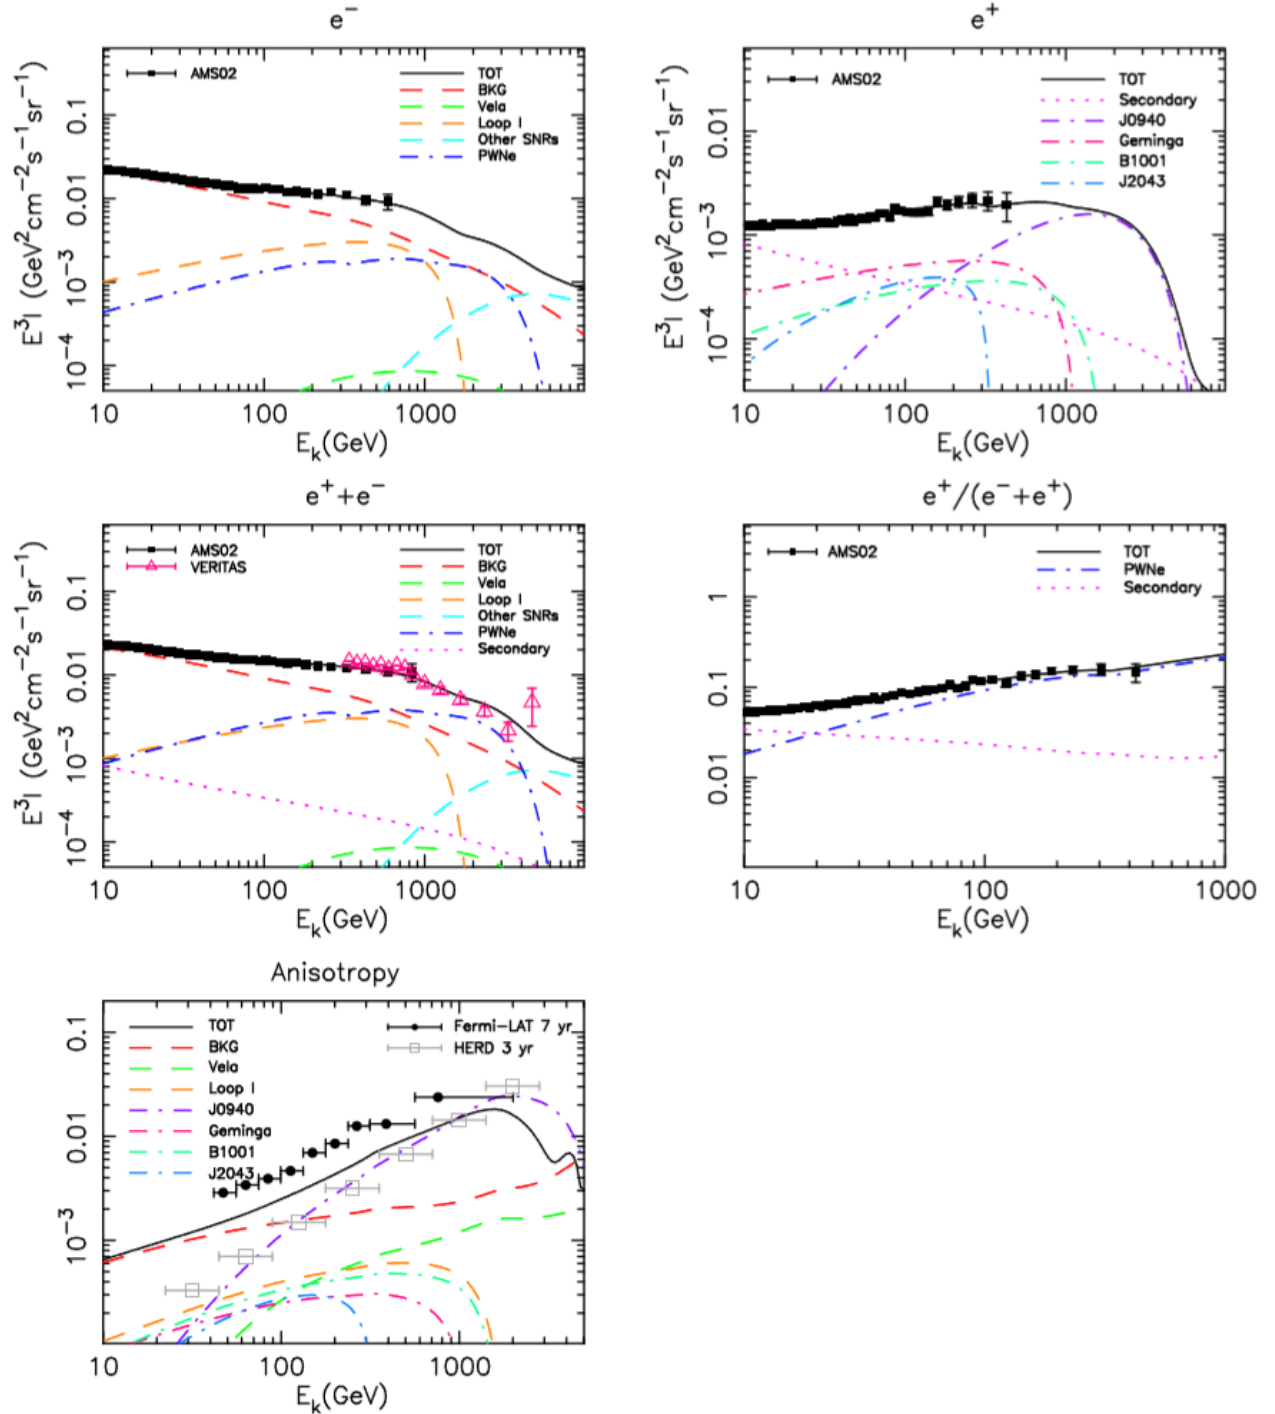 e⁻
AMS02
TOT
BKG
Vela
Loop I
Other SNRs
PWNe
0.1
0.01
10⁻³
10⁻⁴
E³I (GeV²cm⁻²s⁻¹sr⁻¹)
10 100 1000
Eₖ(GeV)
e⁺
AMS02
TOT
Secondary
J0940
Geminga
B1001
J2043
0.01
10⁻³
10⁻⁴
E³I (GeV²cm⁻²s⁻¹sr⁻¹)
10 100 1000
Eₖ(GeV)
e⁺+e⁻
AMS02
VERITAS
TOT
BKG
Vela
Loop I
Other SNRs
PWNe
Secondary
0.1
0.01
10⁻³
10⁻⁴
E³I (GeV²cm⁻²s⁻¹sr⁻¹)
10 100 1000
Eₖ(GeV)
e⁺/(e⁻+e⁺)
AMS02
TOT
PWNe
Secondary
1
0.1
0.01
10 100 1000
Eₖ(GeV)
Anisotropy
TOT
BKG
Vela
Loop I
J0940
Geminga
B1001
J2043
Fermi-LAT 7 yr
HERD 3 yr
0.1
0.01
10⁻³
10 100 1000
Eₖ(GeV)